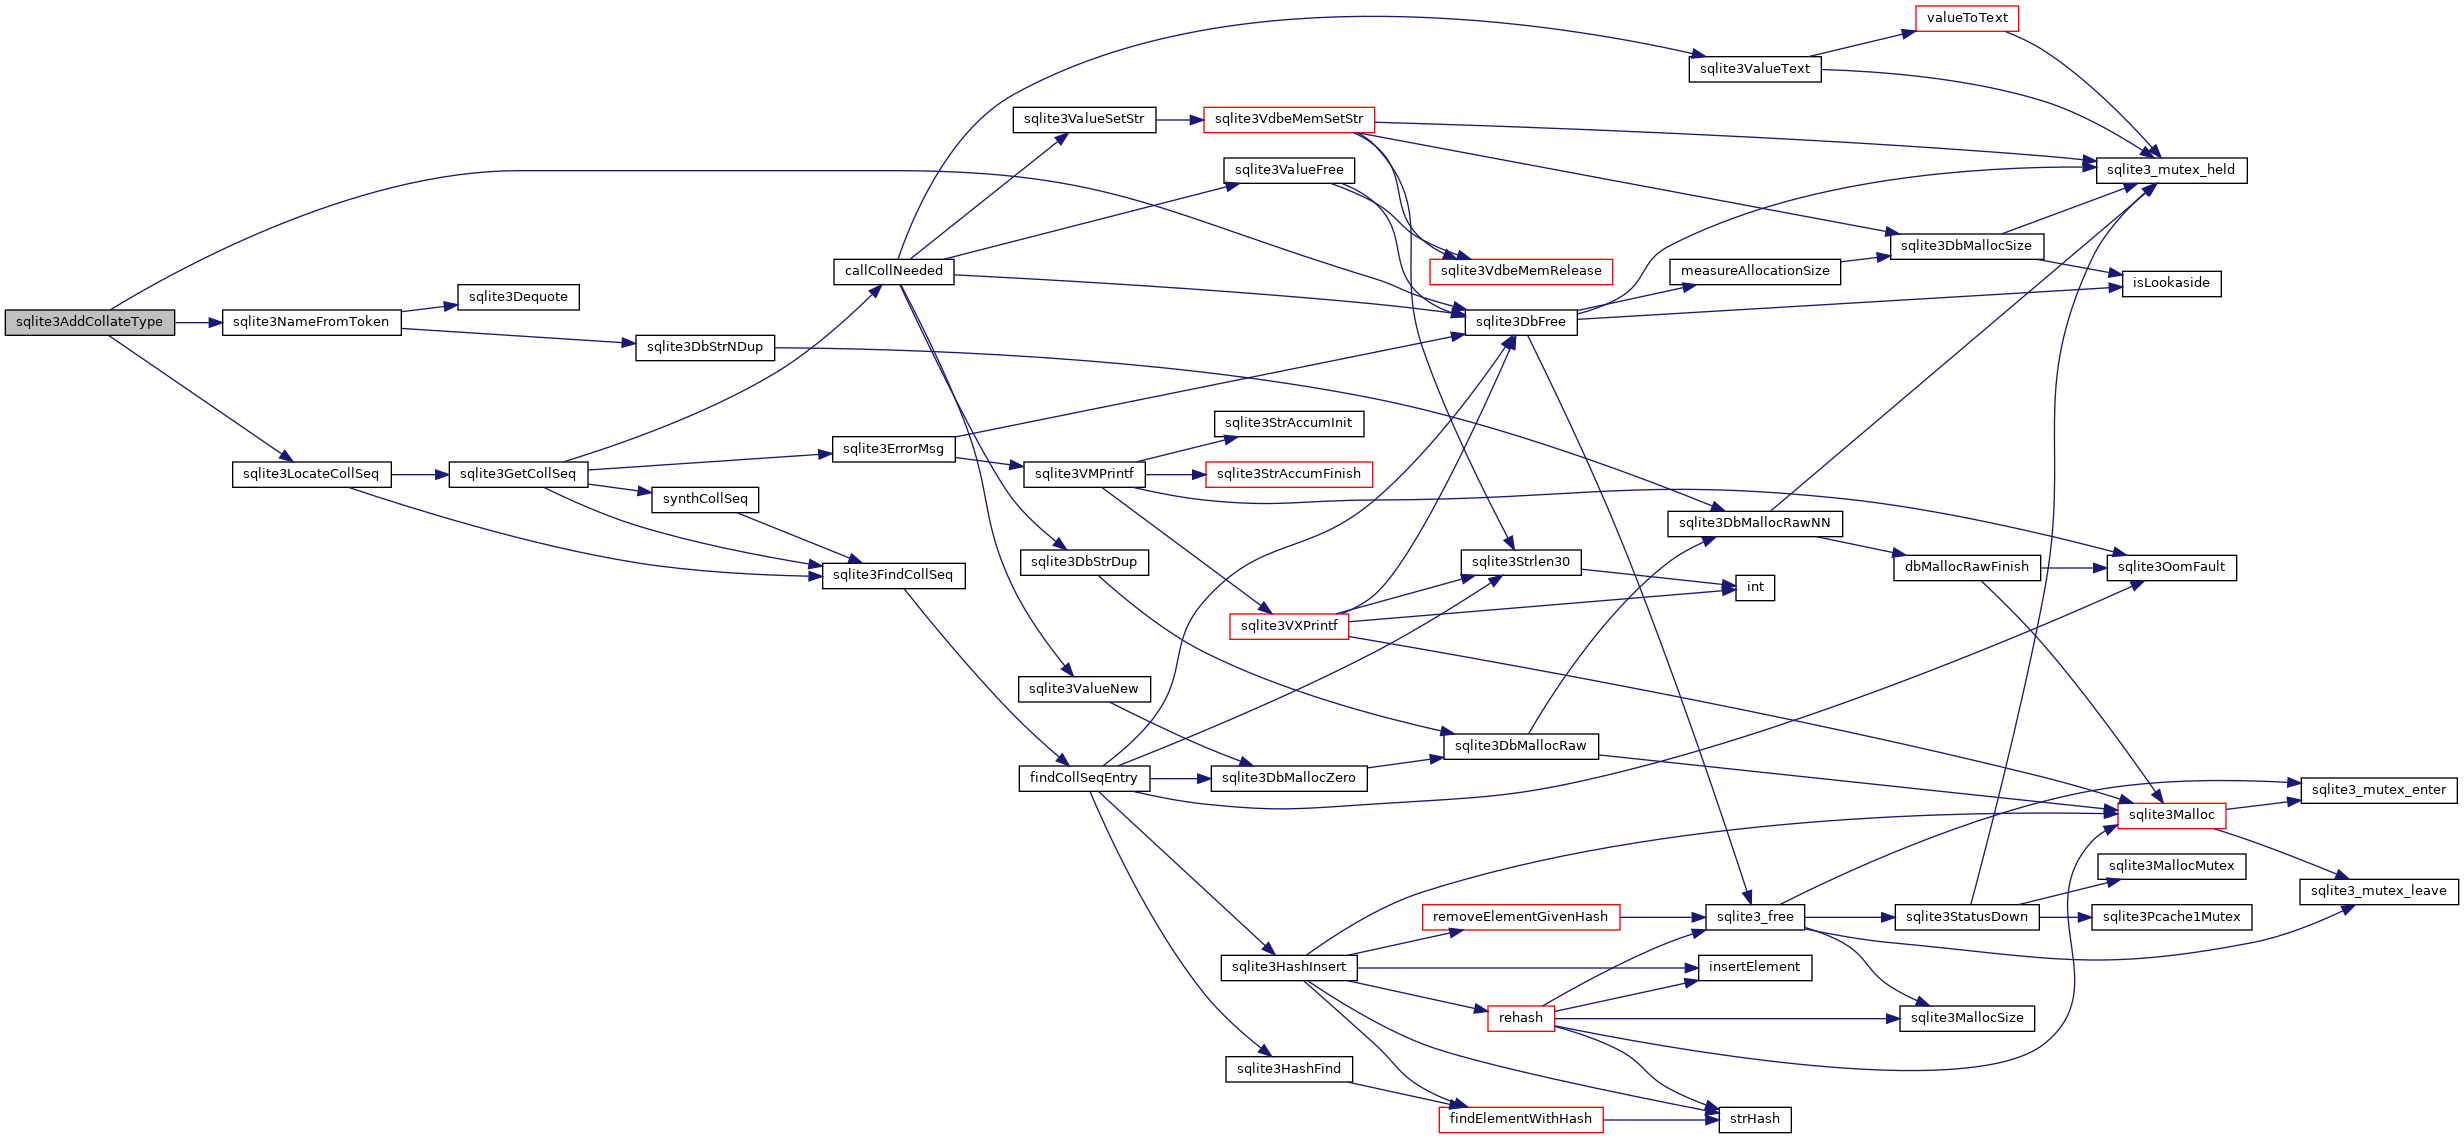 valueToText
sqlite3ValueText
sqlite3ValueSetStr
sqlite3VdbeMemSetStr
sqlite3ValueFree
sqlite3_mutex_held
sqlite3DbMallocSize
callCollNeeded
sqlite3VdbeMemRelease
measureAllocationSize
isLookaside
sqlite3Dequote
sqlite3AddCollateType
sqlite3NameFromToken
sqlite3DbFree
sqlite3DbStrNDup
sqlite3StrAccumInit
sqlite3ErrorMsg
sqlite3LocateCollSeq
sqlite3GetCollSeq
sqlite3VMPrintf
sqlite3StrAccumFinish
synthCollSeq
sqlite3DbMallocRawNN
sqlite3DbStrDup
sqlite3Strlen30
dbMallocRawFinish
sqlite3OomFault
sqlite3FindCollSeq
int
sqlite3VXPrintf
sqlite3ValueNew
sqlite3DbMallocRaw
findCollSeqEntry
sqlite3DbMallocZero
sqlite3_mutex_enter
sqlite3Malloc
sqlite3MallocMutex
sqlite3_mutex_leave
removeElementGivenHash
sqlite3_free
sqlite3StatusDown
sqlite3Pcache1Mutex
sqlite3HashInsert
insertElement
rehash
sqlite3MallocSize
sqlite3HashFind
findElementWithHash
strHash